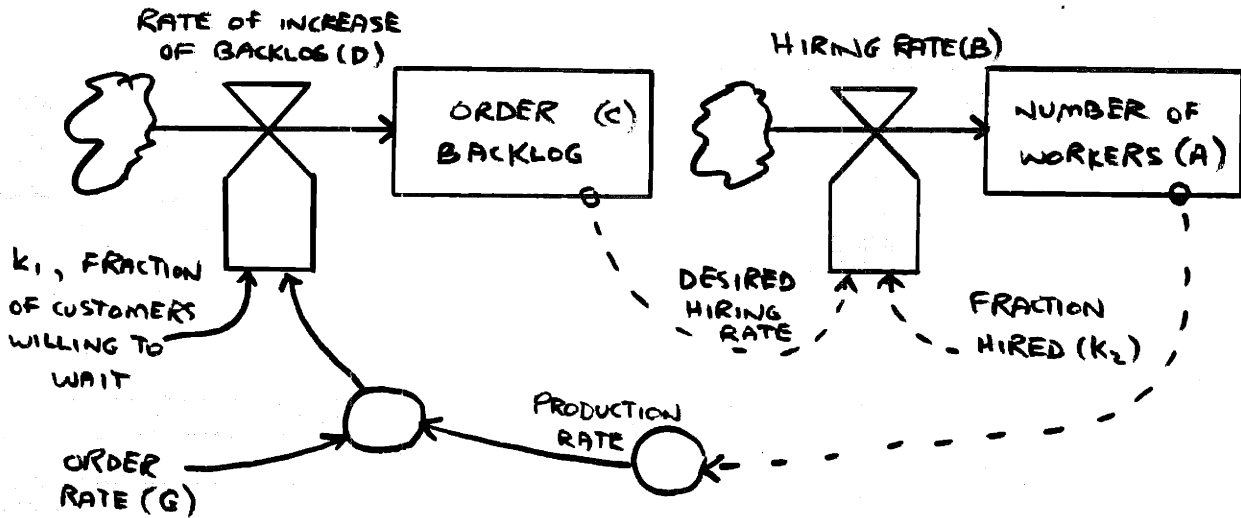 RATE OF INCREASE
OF BACKLOG (D)
ORDER (C)
BACKLOG
HIRING RATE (B)
NUMBER OF
WORKERS (A)
k₁, FRACTION
OF CUSTOMERS
WILLING TO
WAIT
DESIRED
HIRING
RATE
FRACTION
HIRED (k₂)
PRODUCTION
RATE
ORDER
RATE (G)